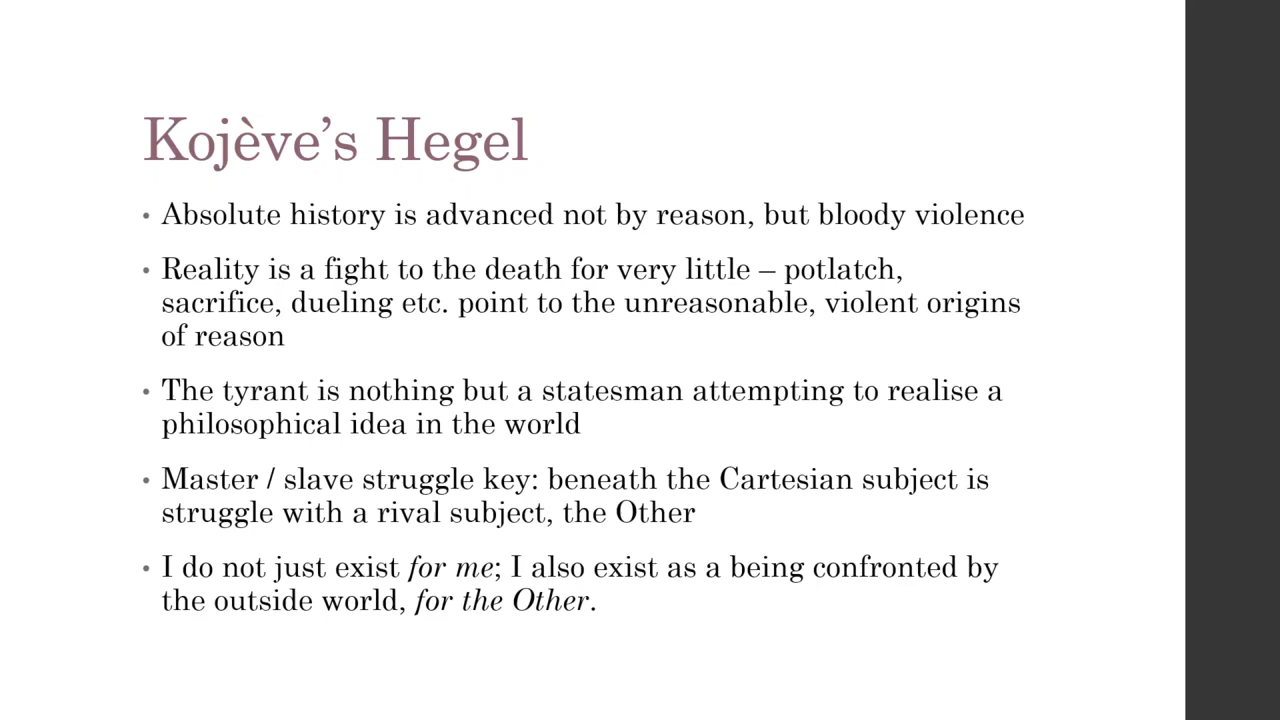 Kojève’s Hegel
• Absolute history is advanced not by reason, but bloody violence
• Reality is a fight to the death for very little – potlatch,
sacrifice, dueling etc. point to the unreasonable, violent origins
of reason
• The tyrant is nothing but a statesman attempting to realise a
philosophical idea in the world
• Master / slave struggle key: beneath the Cartesian subject is
struggle with a rival subject, the Other
• I do not just exist for me; I also exist as a being confronted by
the outside world, for the Other.